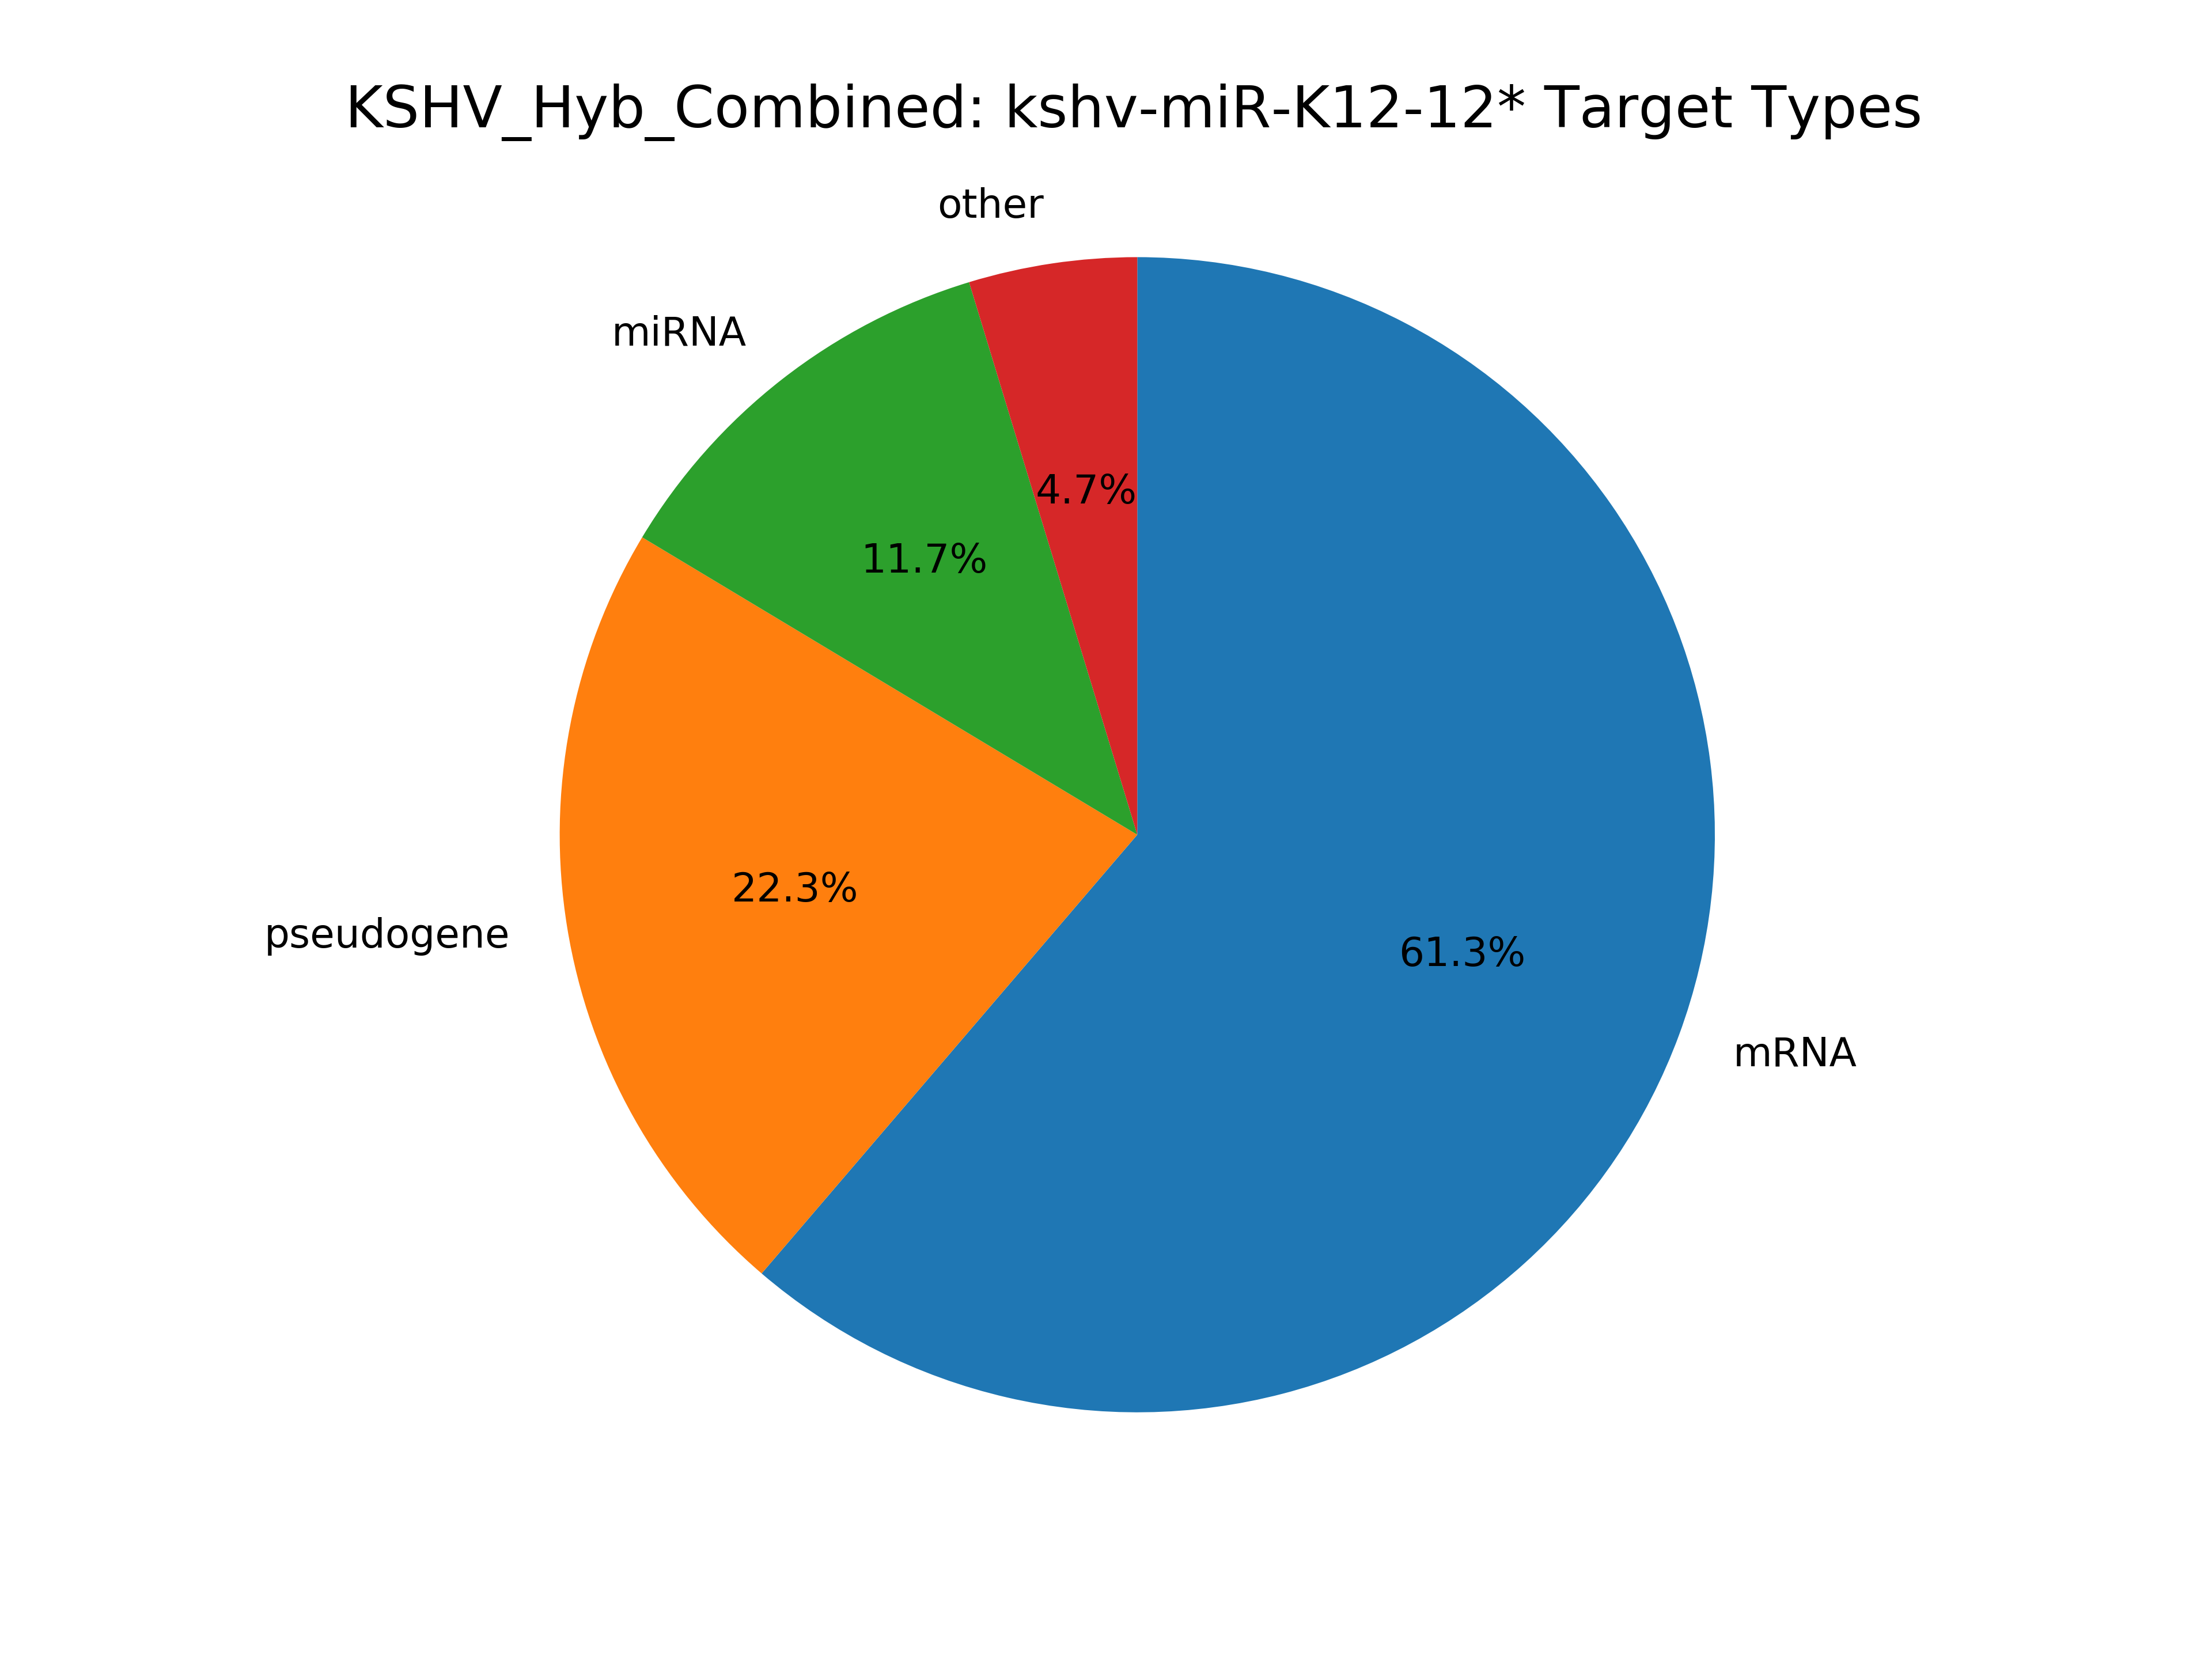 KSHV_Hyb_Combined: kshv-miR-K12-12* Target Types
other
miRNA
4.7%
11.7%
22.3%
pseudogene
61.3%
mRNA